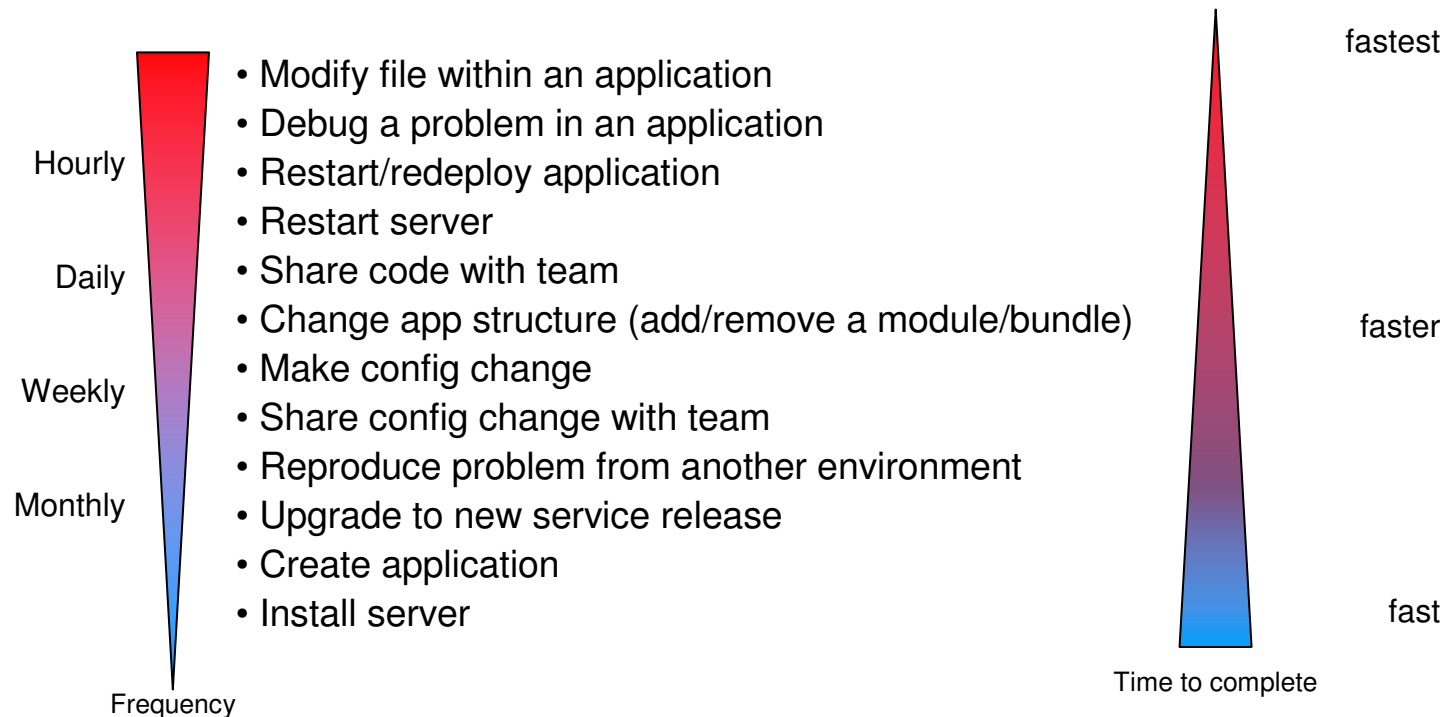 fastest
• Modify file within an application
• Debug a problem in an application
Hourly
• Restart/redeploy application
• Restart server
Daily
• Share code with team
• Change app structure (add/remove a module/bundle)
faster
• Make config change
Weekly
• Share config change with team
• Reproduce problem from another environment
Monthly
• Upgrade to new service release
• Create application
• Install server
fast
Time to complete
Frequency